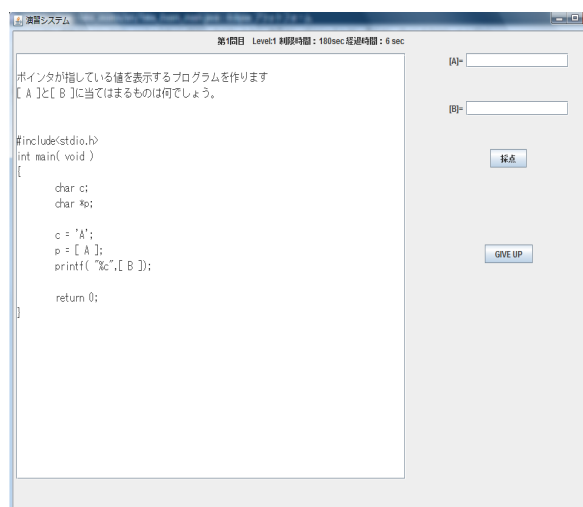 演習システム
第1問目 Level:1 制限時間:180sec 経過時間:6 sec
ポインタが指している値を表示するプログラムを作ります
[ A ]と[ B ]に当てはまるものは何でしょう。
#include<stdio.h>
int main( void )
{
char c;
char *p;
c = 'A';
p = [ A ];
printf( "%c",[ B ]);
return 0;
}
[A]=
[B]=
採点
GIVE UP